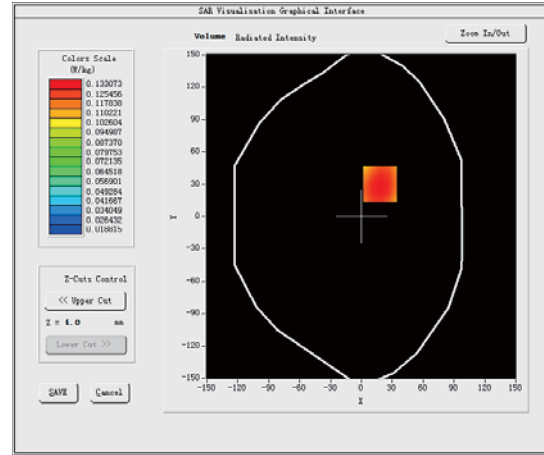 SAR Visualisation Graphical Interface
Volume Radiated Intensity
Zoom In/Out
Colors Scale
(W/kg)
0.133073
0.125456
0.117838
0.110221
0.102604
0.094987
0.087370
0.079753
0.072135
0.064518
0.056901
0.049284
0.041667
0.034049
0.026432
0.018815
Z-Cuts Control
<< Upper Cut
Z = 4.0 mm
Lower Cut >>
SAVE
Cancel
150
120
90
60
30
0
-30
-60
-90
-120
-150
Y
-150 -120 -90 -60 -30 0 30 60 90 120 150
X